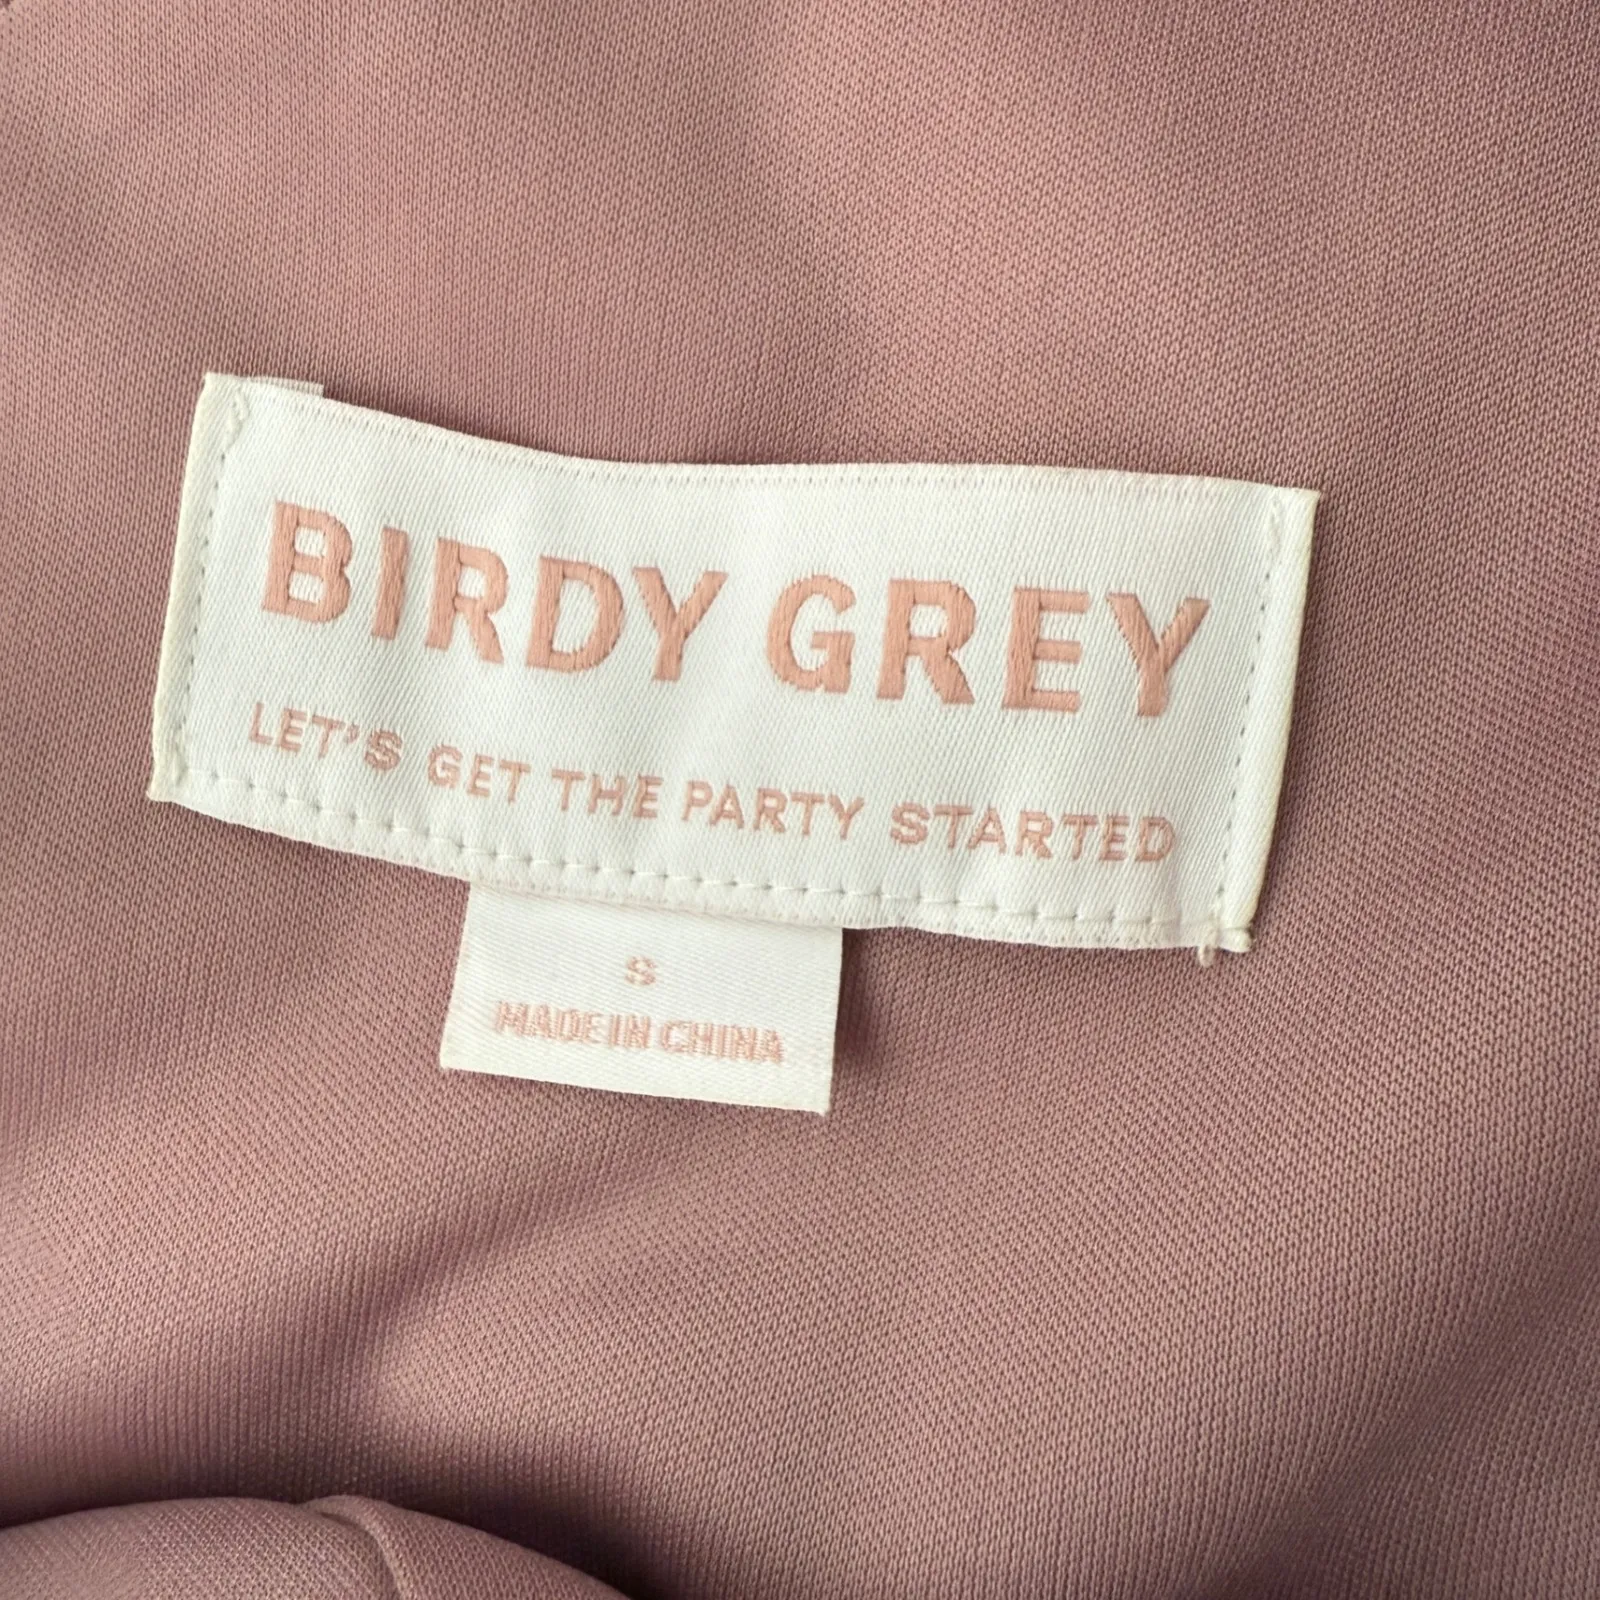 BIRDY GREY
LET'S GET THE PARTY STARTED
S
MADE IN CHINA